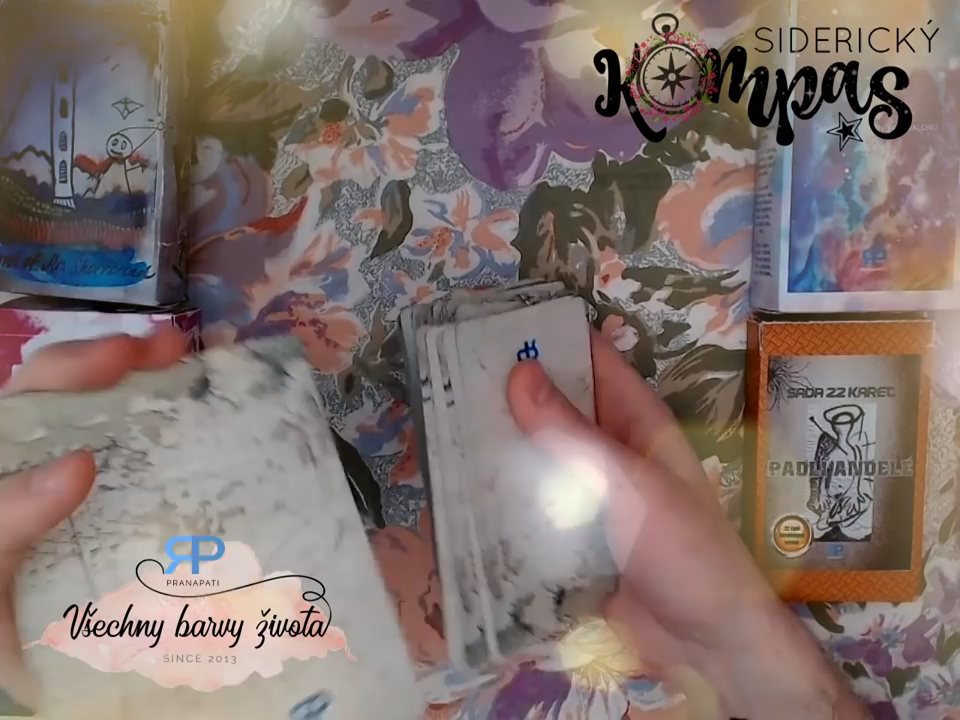 SIDERICKÝ
Kompas
SADA 22 KARET
PADLÍ ANDĚLÉ
RP
PRANAPATI
Všechny barvy života
SINCE 2013